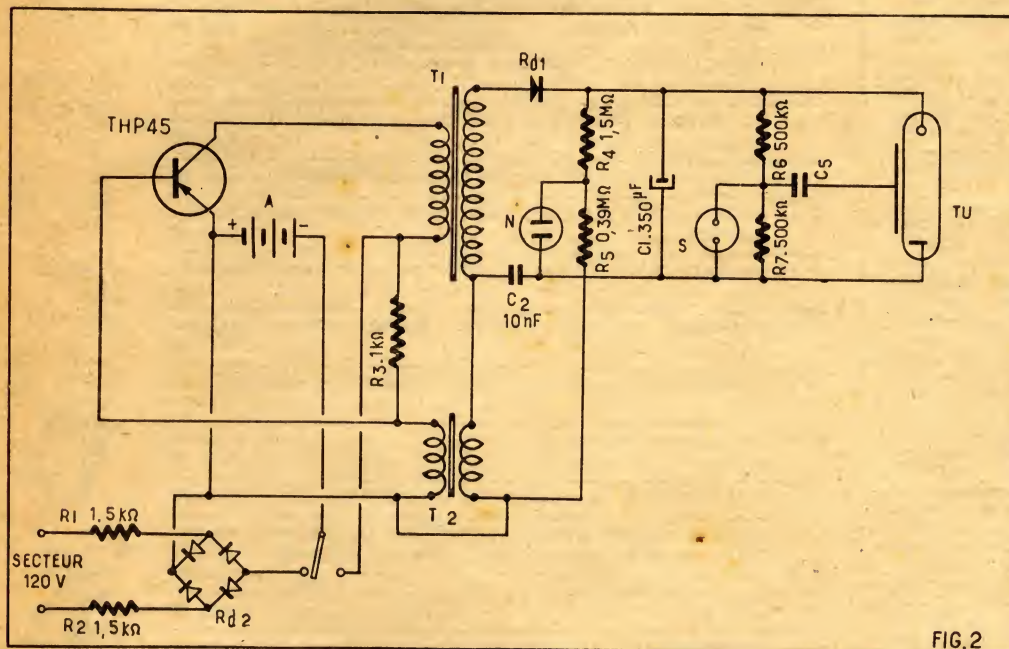 THP45
+ A -
T1
Rd1
R4 1,5MΩ
N
R5 0,39MΩ
C1.350µF
R6 500kΩ
S
R7.500kΩ
C5
TU
C2
10nF
R3.1kΩ
T2
R1 1,5kΩ
SECTEUR
120 V
R2 1,5kΩ
Rd2
FIG.2